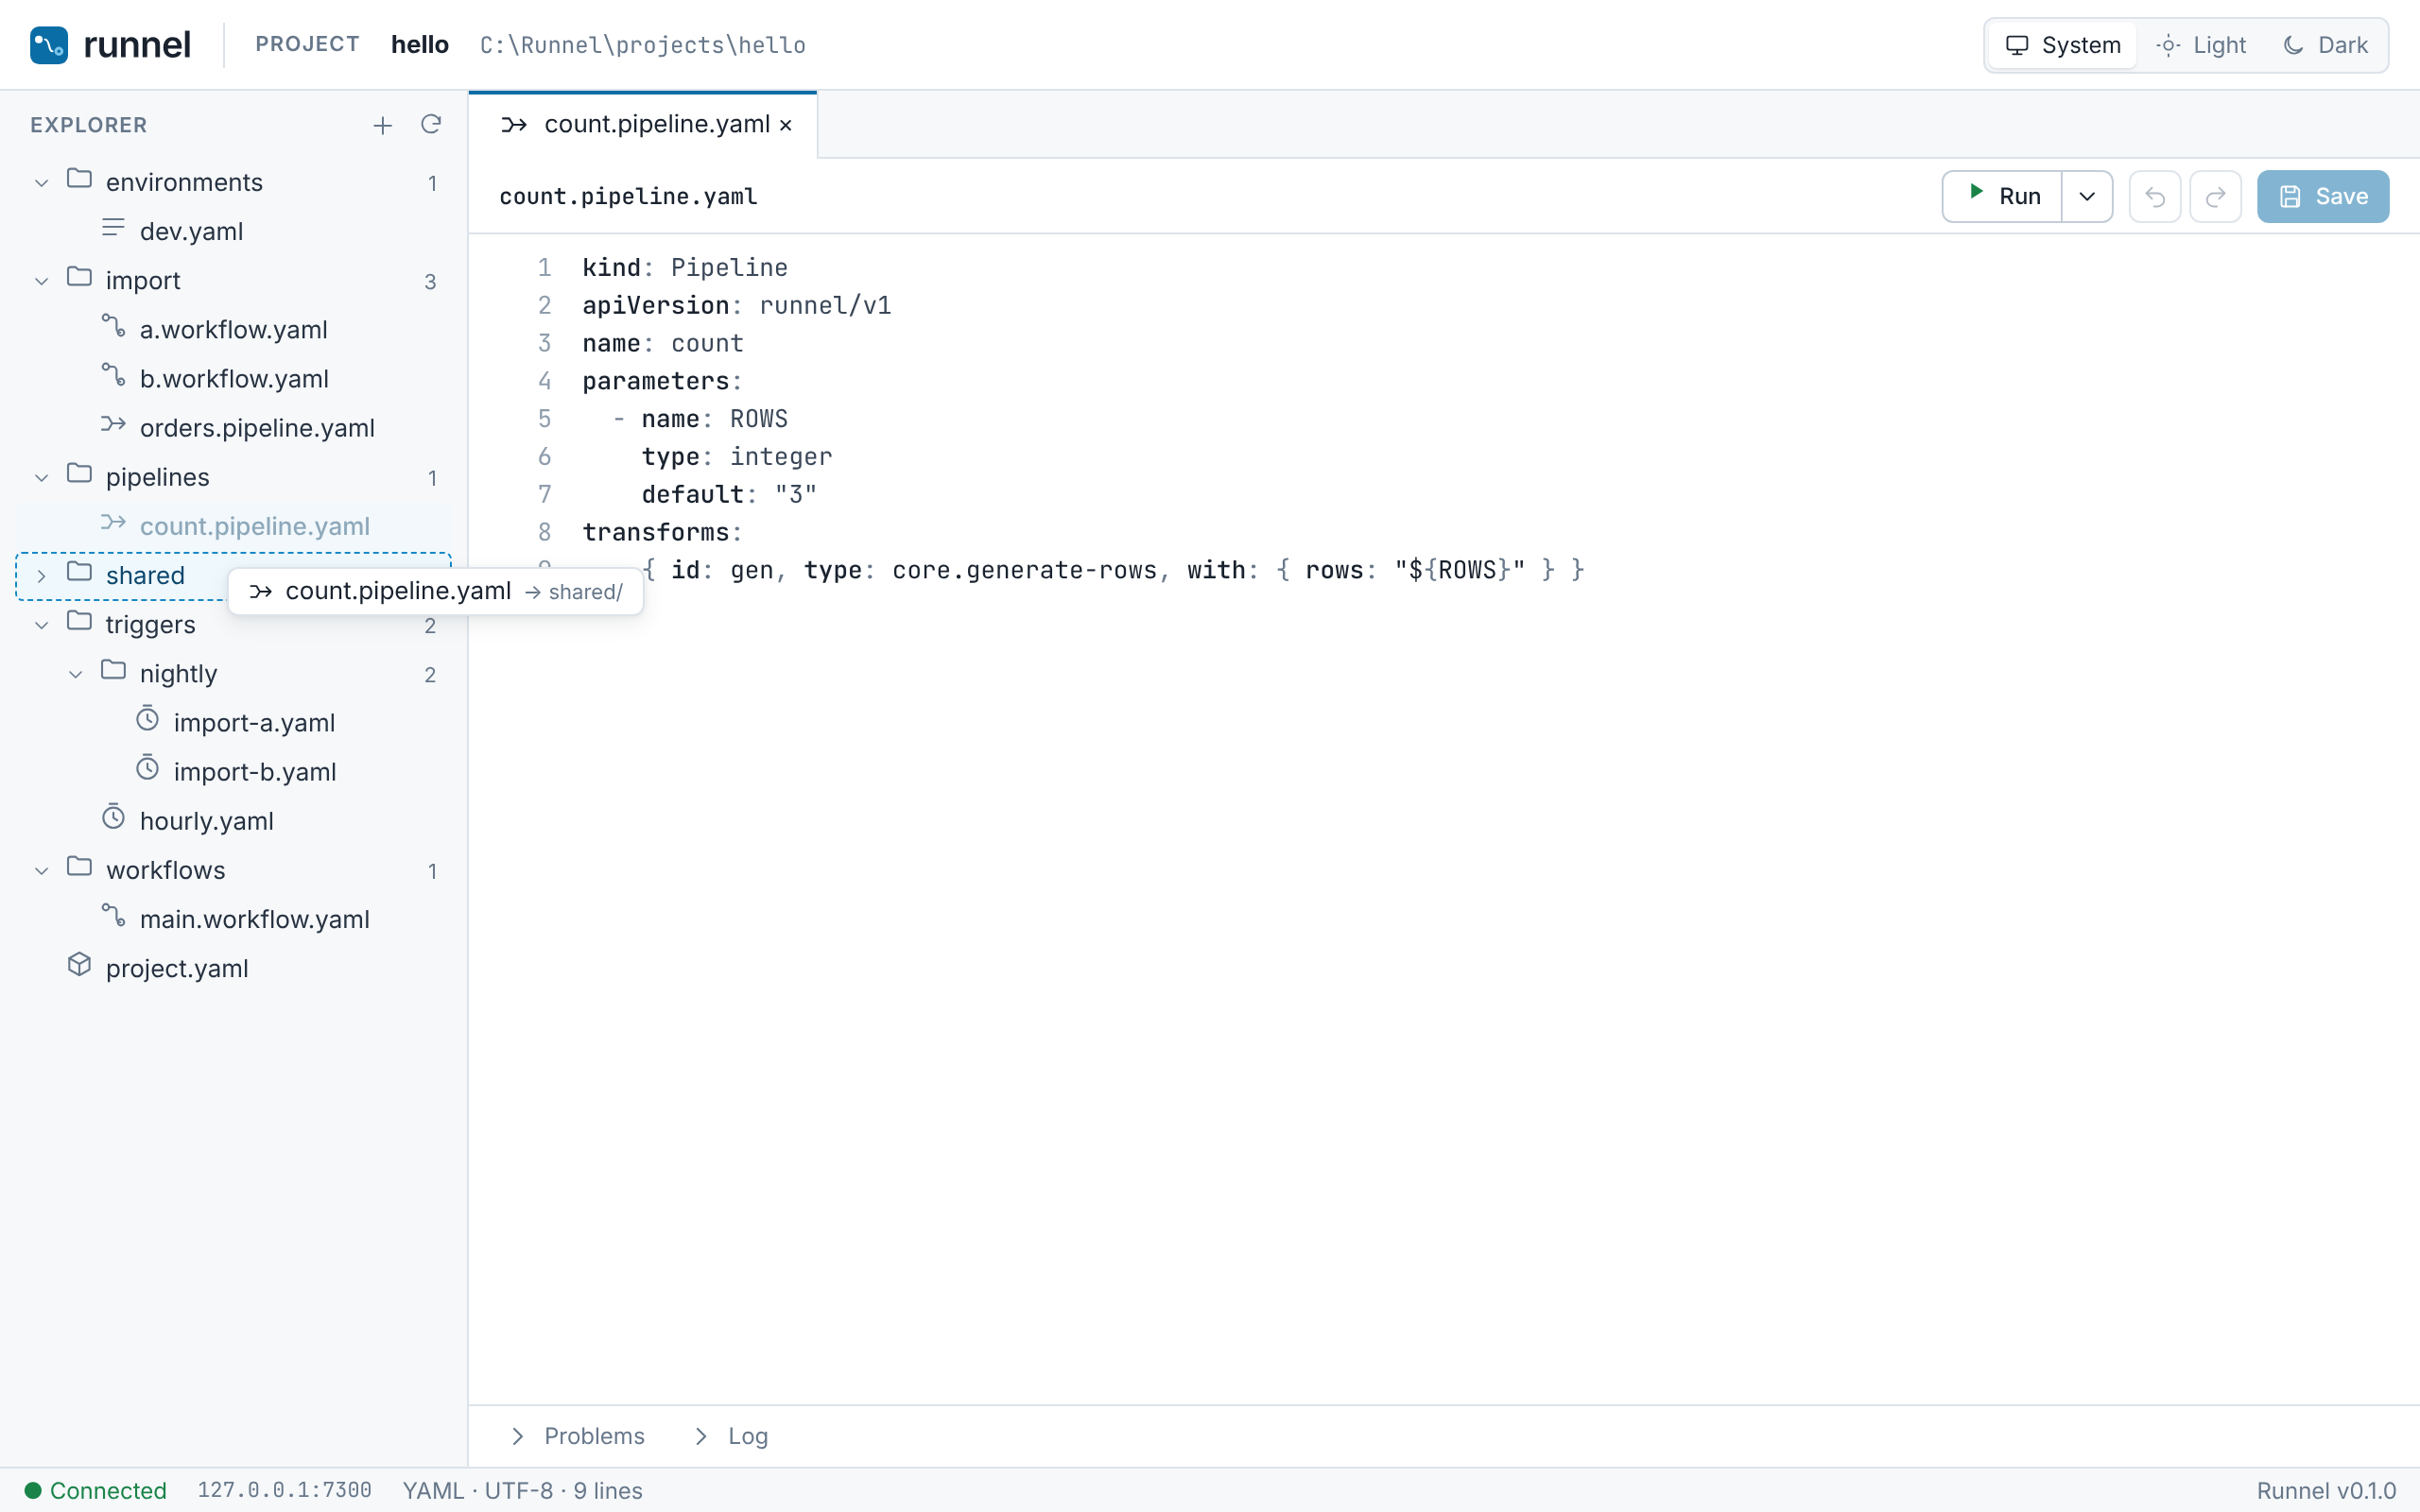 runnel PROJECT hello C:\Runnel\projects\hello System Light Dark
EXPLORER
environments 1
dev.yaml
import 3
a.workflow.yaml
b.workflow.yaml
orders.pipeline.yaml
pipelines 1
count.pipeline.yaml
shared
count.pipeline.yaml → shared/
triggers 2
nightly 2
import-a.yaml
import-b.yaml
hourly.yaml
workflows 1
main.workflow.yaml
project.yaml
count.pipeline.yaml ×
count.pipeline.yaml Run Save
1 kind: Pipeline
2 apiVersion: runnel/v1
3 name: count
4 parameters:
5 - name: ROWS
6 type: integer
7 default: "3"
8 transforms:
{ id: gen, type: core.generate-rows, with: { rows: "${ROWS}" } }
Problems Log
Connected 127.0.0.1:7300 YAML · UTF-8 · 9 lines Runnel v0.1.0